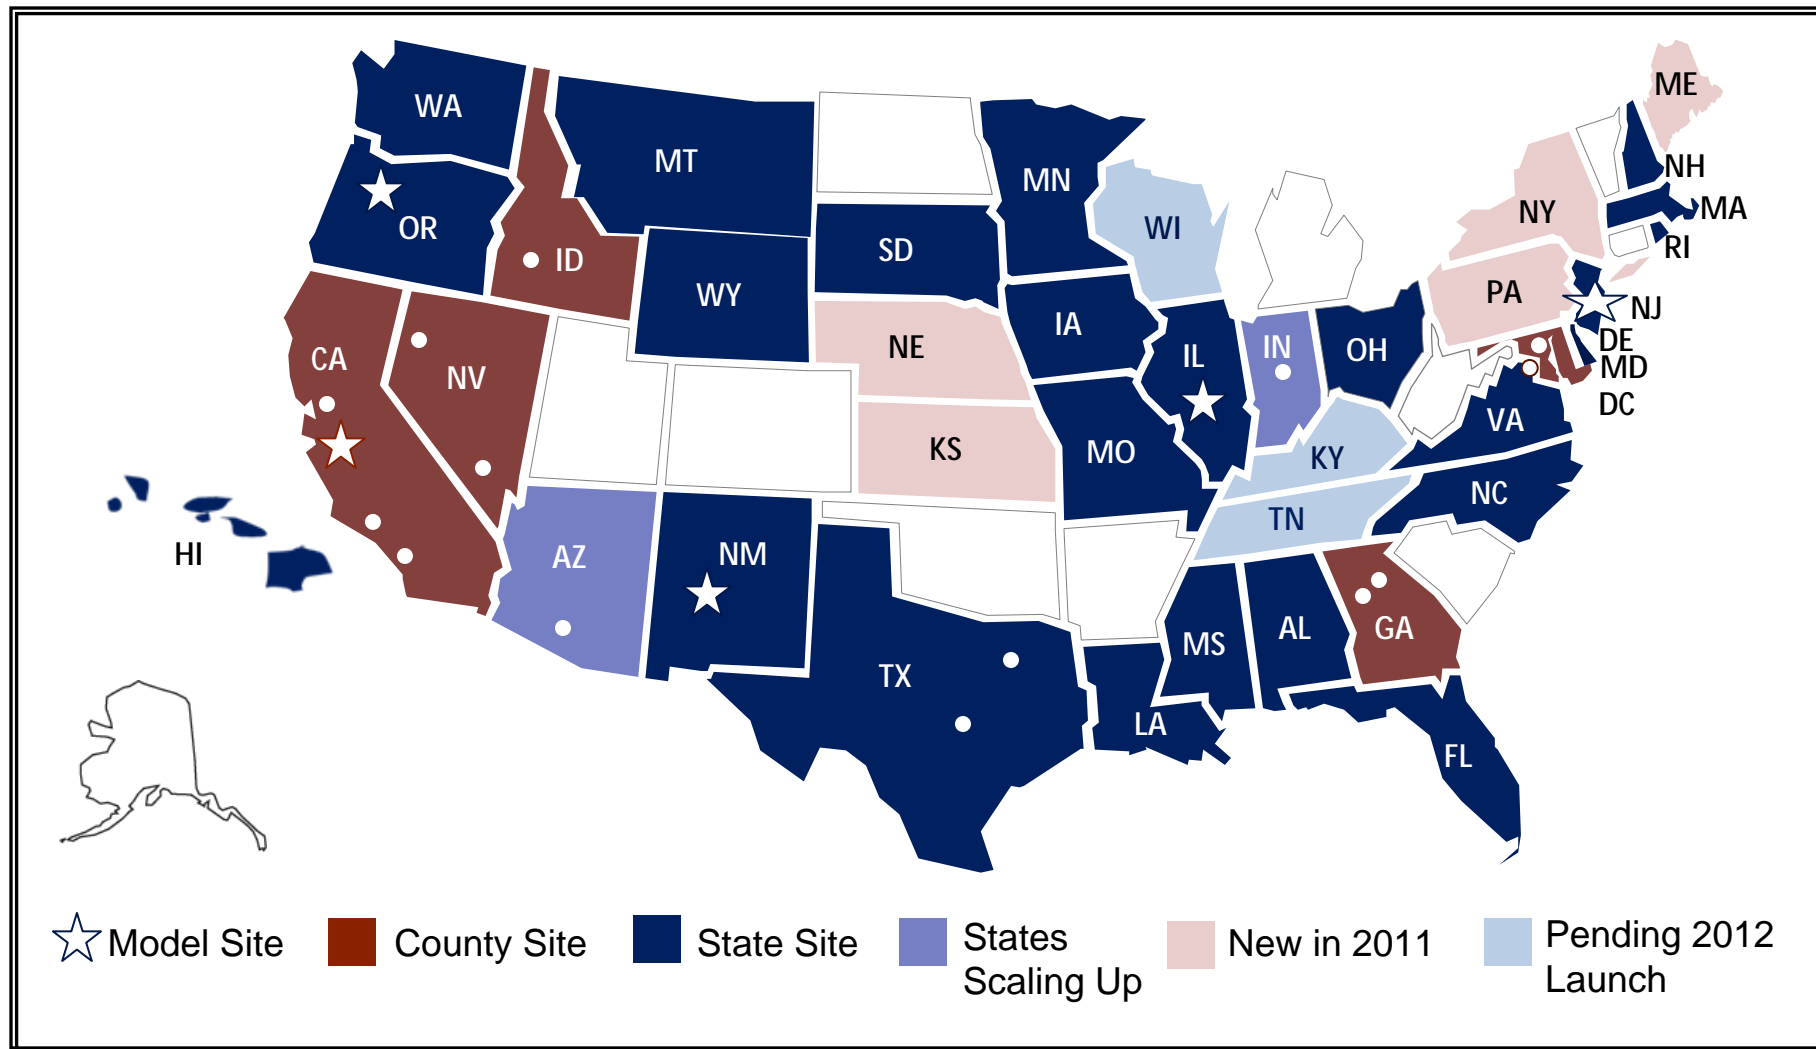 WA
ME
MT
NH
MN
NY
MA
OR
WI
RI
SD
ID
WY
PA
NJ
IA
DE
NE
IL
IN
OH
CA
MD
NV
DC
VA
KS
MO
KY
NC
TN
HI
AZ
NM
GA
AL
MS
TX
LA
FL
Model Site
County Site
State Site
States
Scaling Up
New in 2011
Pending 2012
Launch